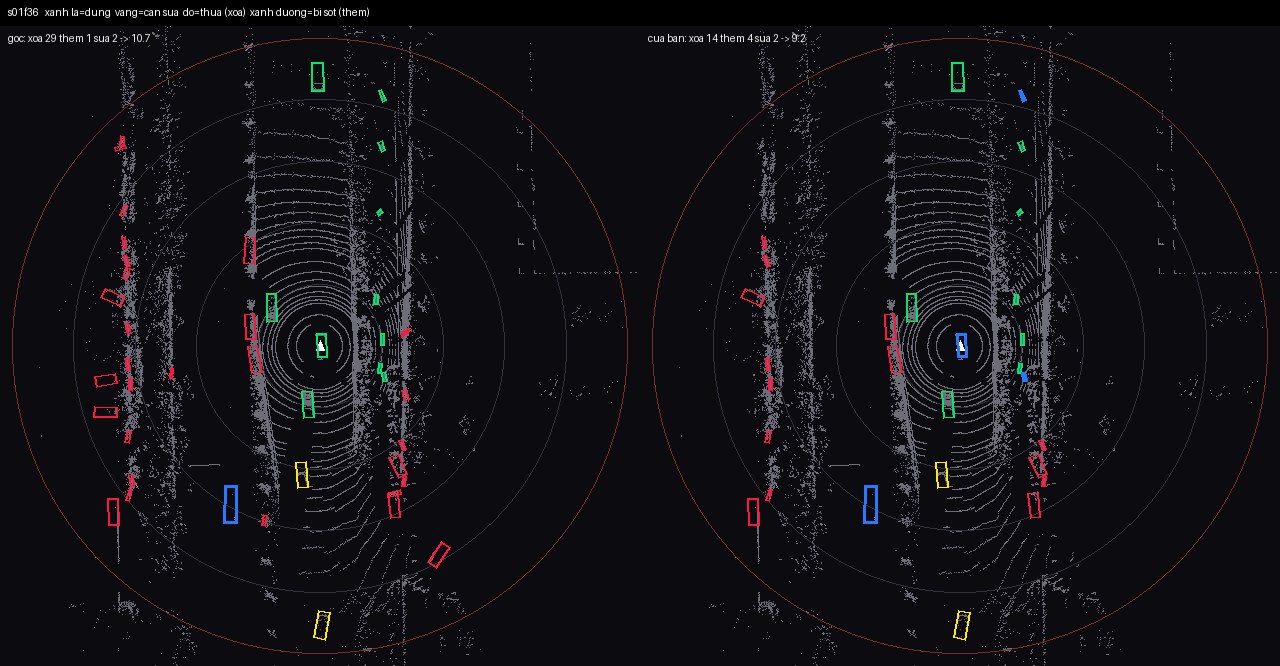 s01f36  xanh la=dung  vang=can sua  do=thua (xoa)  xanh duong=bi sot (them)
goc: xoa 29 them 1 sua 2 -> 10.7
cua ban: xoa 14 them 4 sua 2 -> 9.2